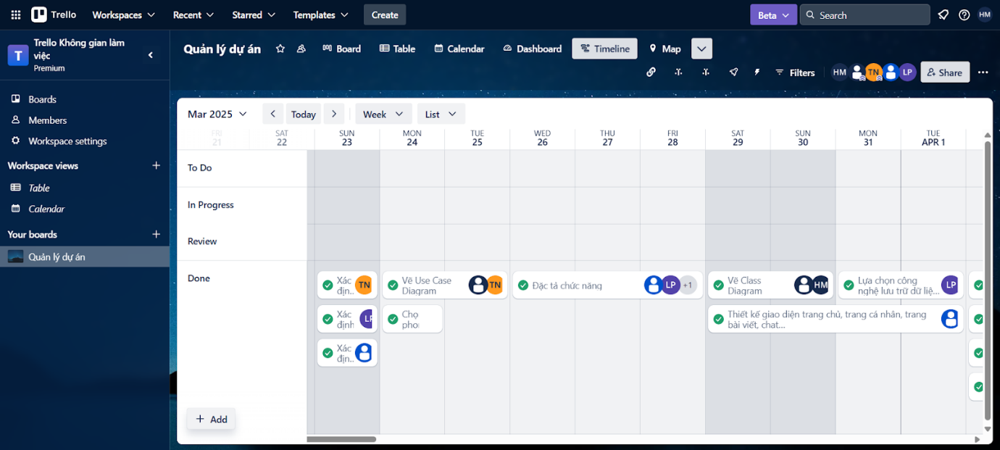 Trello
Workspaces
Recent
Starred
Templates
Create
Beta
Search
HM
T
Trello Không gian làm
việc
Premium
Boards
Members
Workspace settings
Workspace views
Table
Calendar
Your boards
Quản lý dự án
Quản lý dự án
Board
Table
Calendar
Dashboard
Timeline
Map
Filters
HM
TN
LP
Share
Mar 2025
Today
Week
List
FRI
21
SAT
22
SUN
23
MON
24
TUE
25
WED
26
THU
27
FRI
28
SAT
29
SUN
30
MON
31
TUE
APR 1
To Do
In Progress
Review
Done
Xác
địn...
TN
Vẽ Use Case
Diagram
TN
Đặc tả chức năng
LP
+1
Vẽ Class
Diagram
HM
Lựa chọn công
nghệ lưu trữ dữ liệ...
LP
Xác
định
Thiết kế giao diện trang chủ, trang cá nhân, trang
bài viết, chat...
Xác
địn...
Add